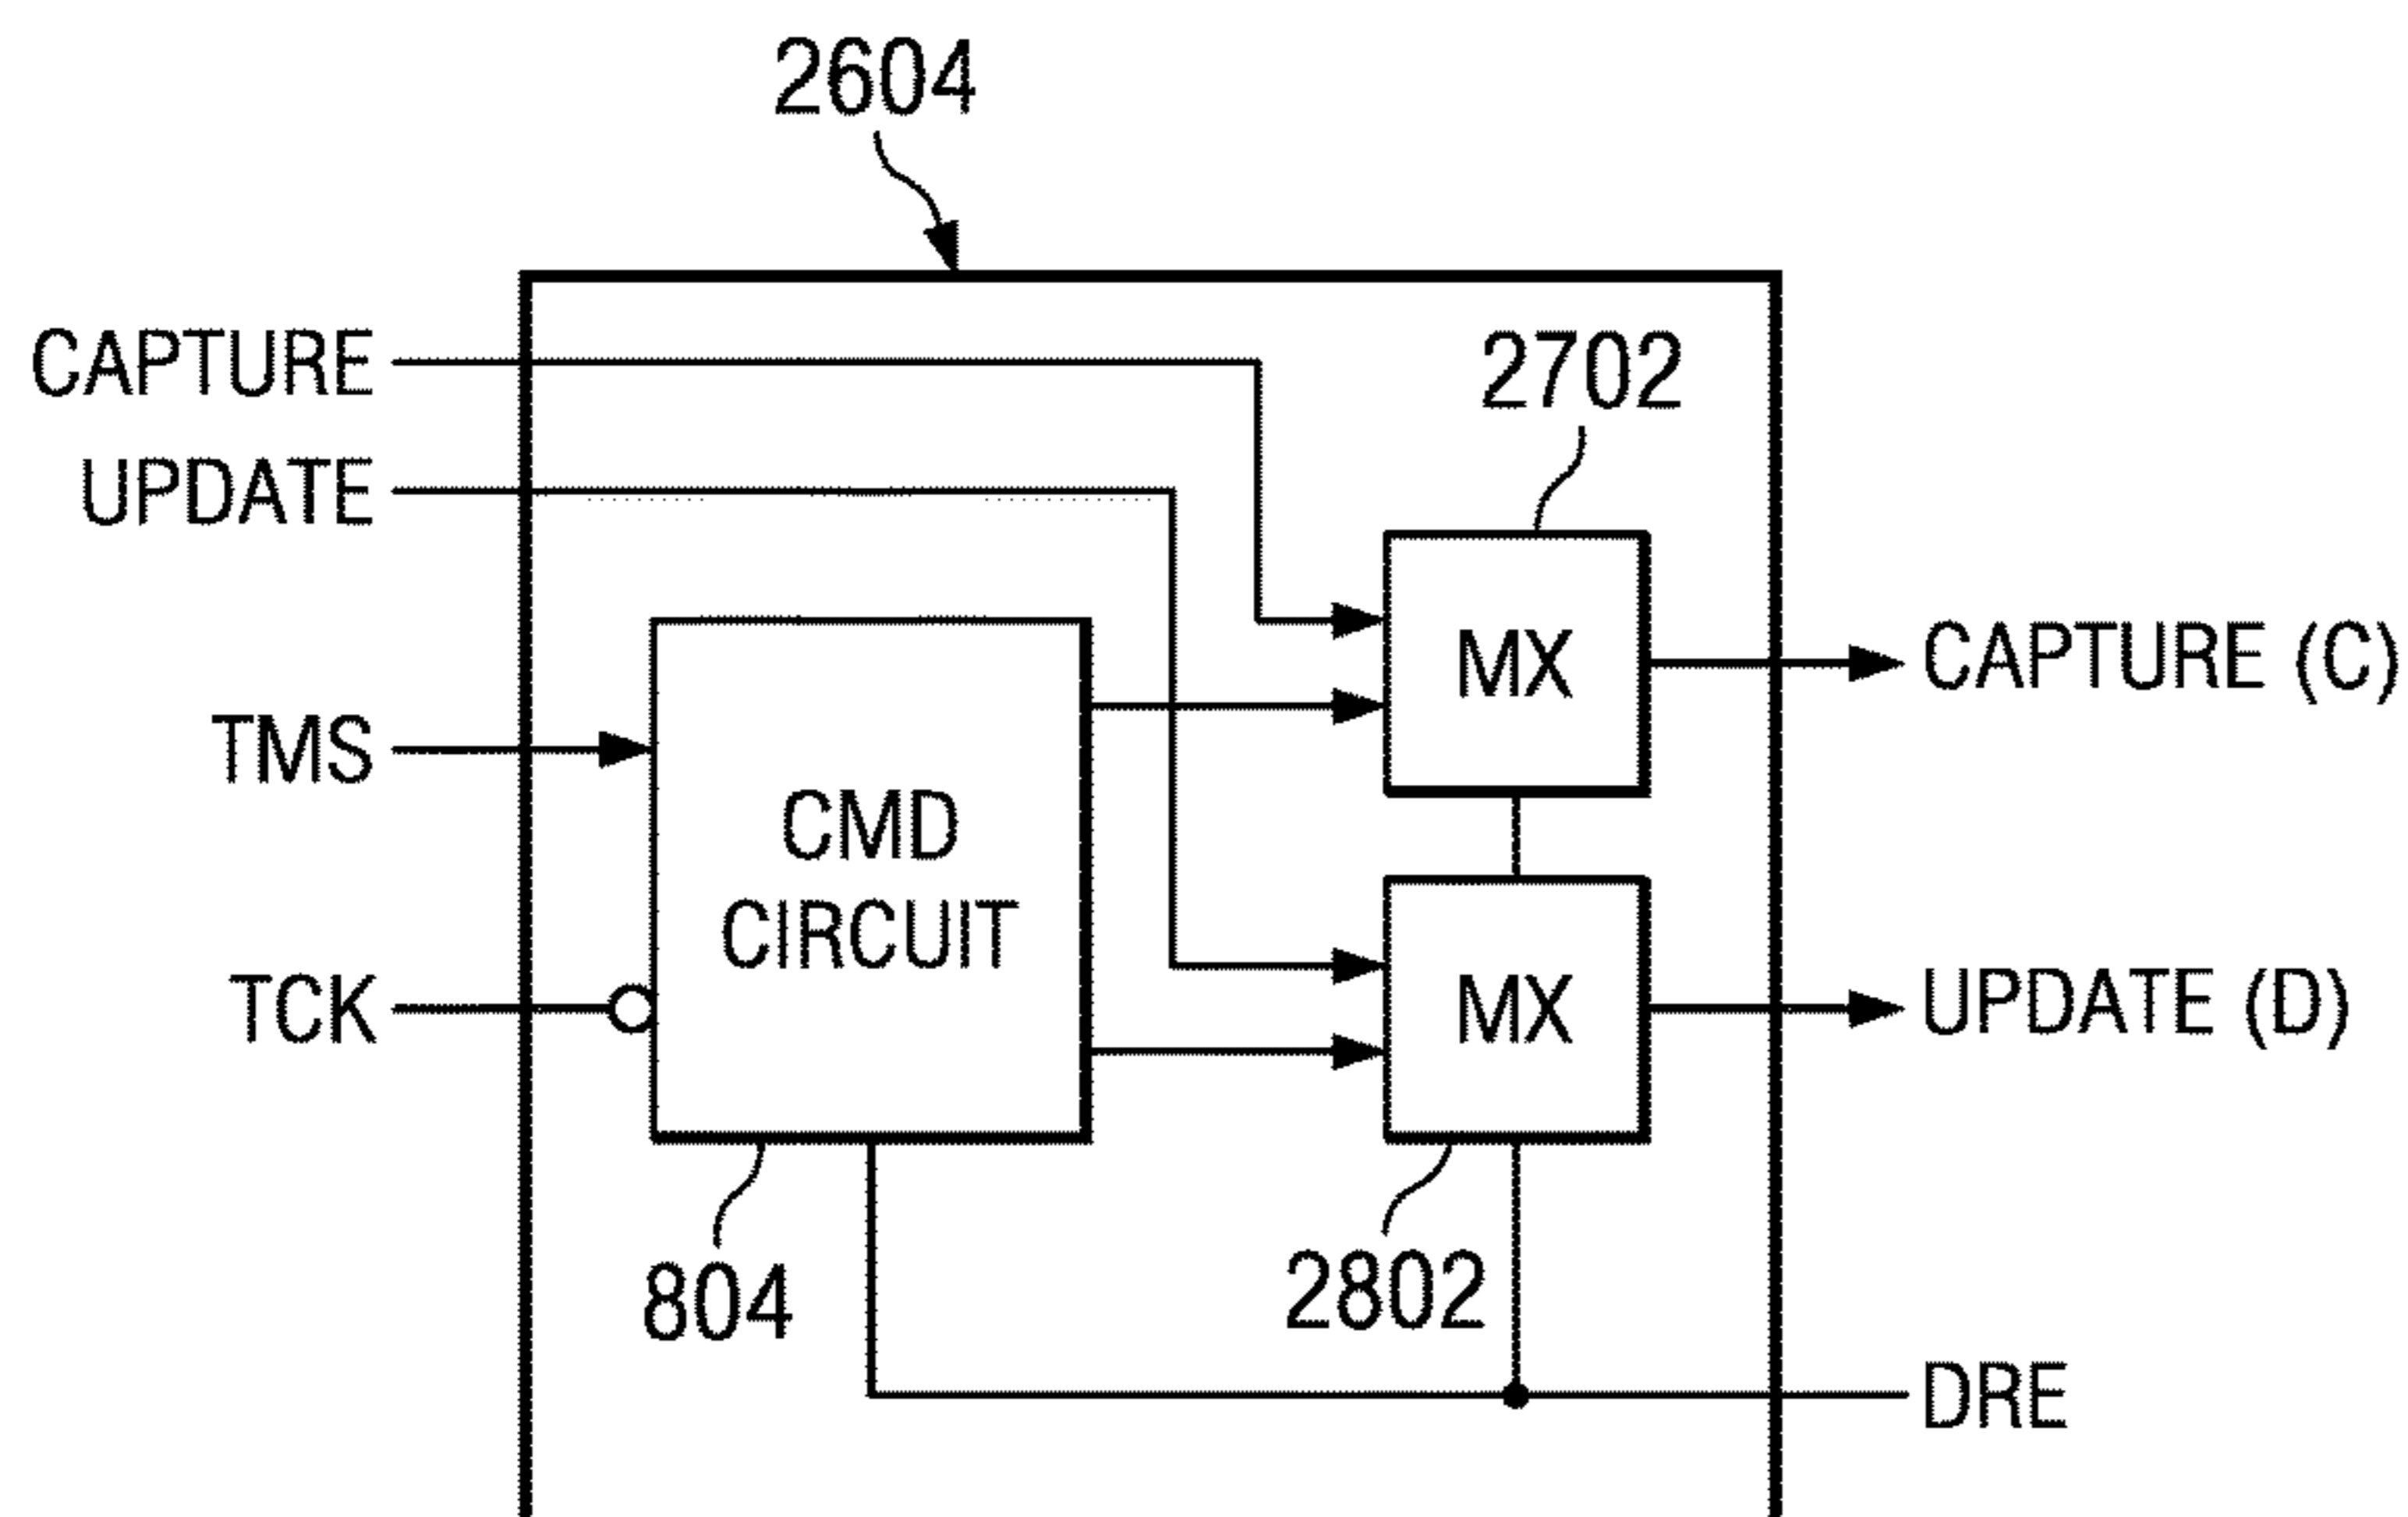 2604
CAPTURE
2702
UPDATE
MX
CAPTURE (C)
TMS
CMD
CIRCUIT
TCK
MX
UPDATE (D)
804
2802
DRE